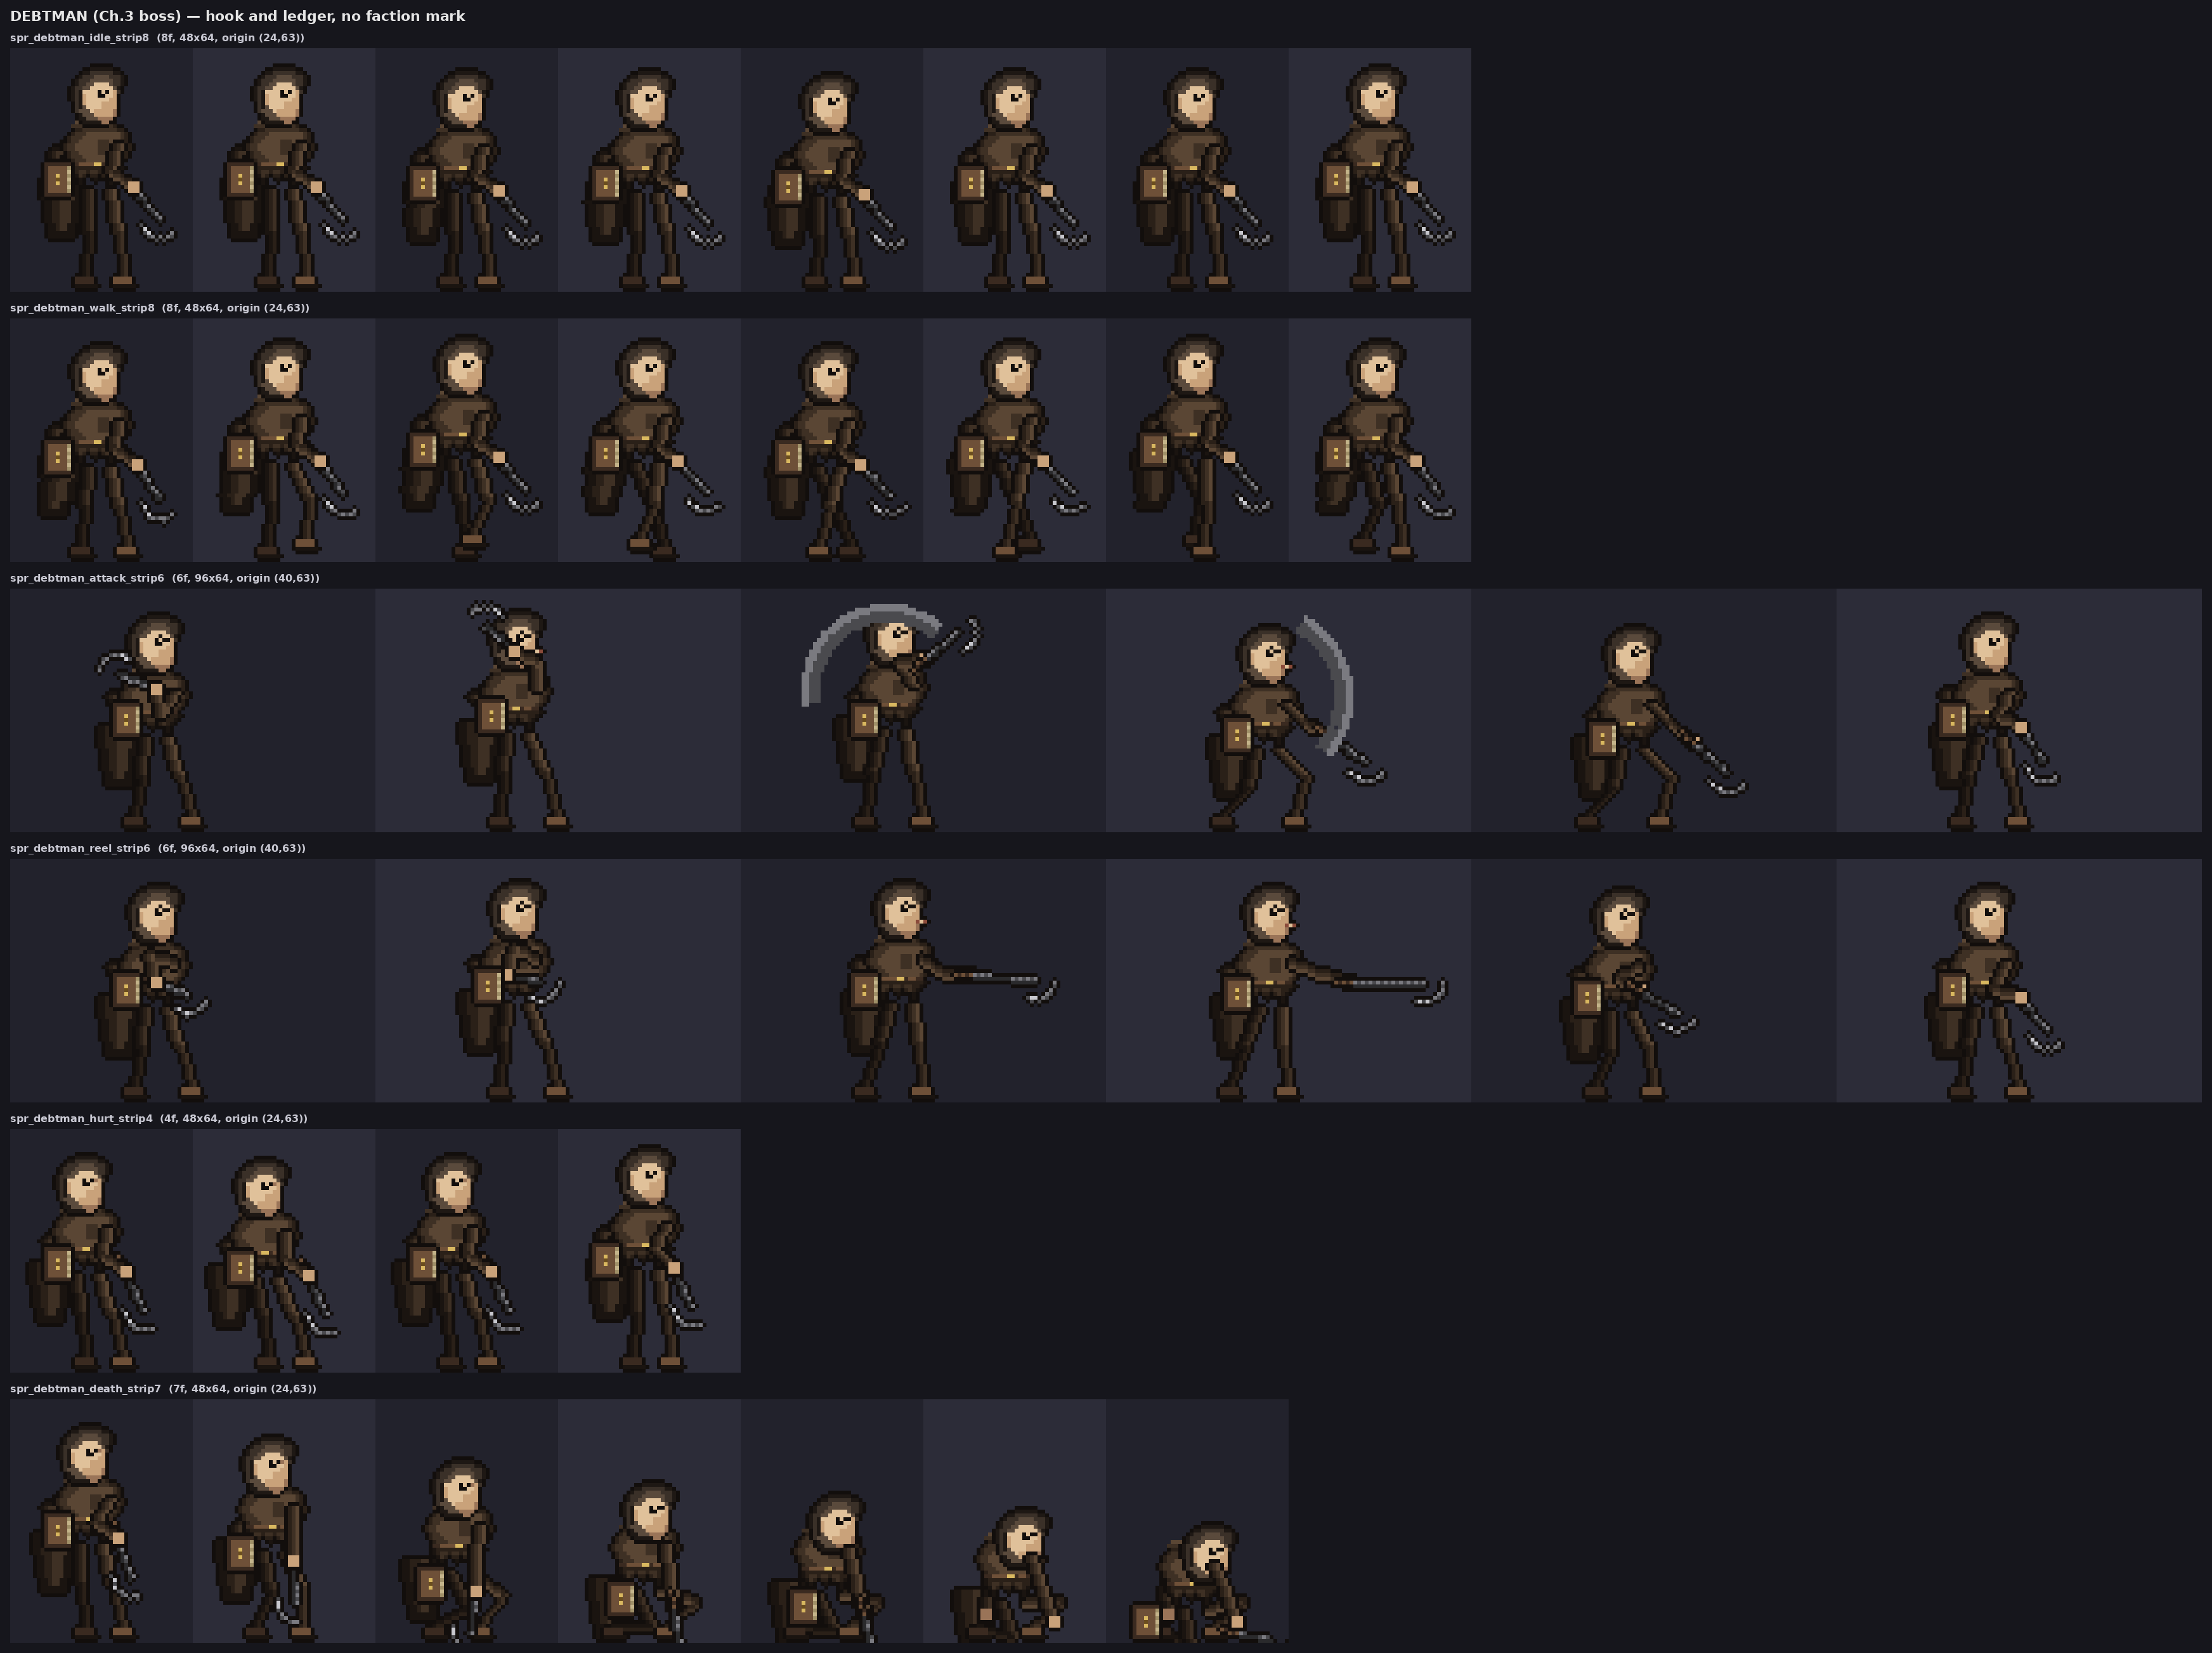 DEBTMAN (Ch.3 boss) — hook and ledger, no faction mark
spr_debtman_idle_strip8 (8f, 48x64, origin (24,63))
spr_debtman_walk_strip8 (8f, 48x64, origin (24,63))
spr_debtman_attack_strip6 (6f, 96x64, origin (40,63))
spr_debtman_reel_strip6 (6f, 96x64, origin (40,63))
spr_debtman_hurt_strip4 (4f, 48x64, origin (24,63))
spr_debtman_death_strip7 (7f, 48x64, origin (24,63))